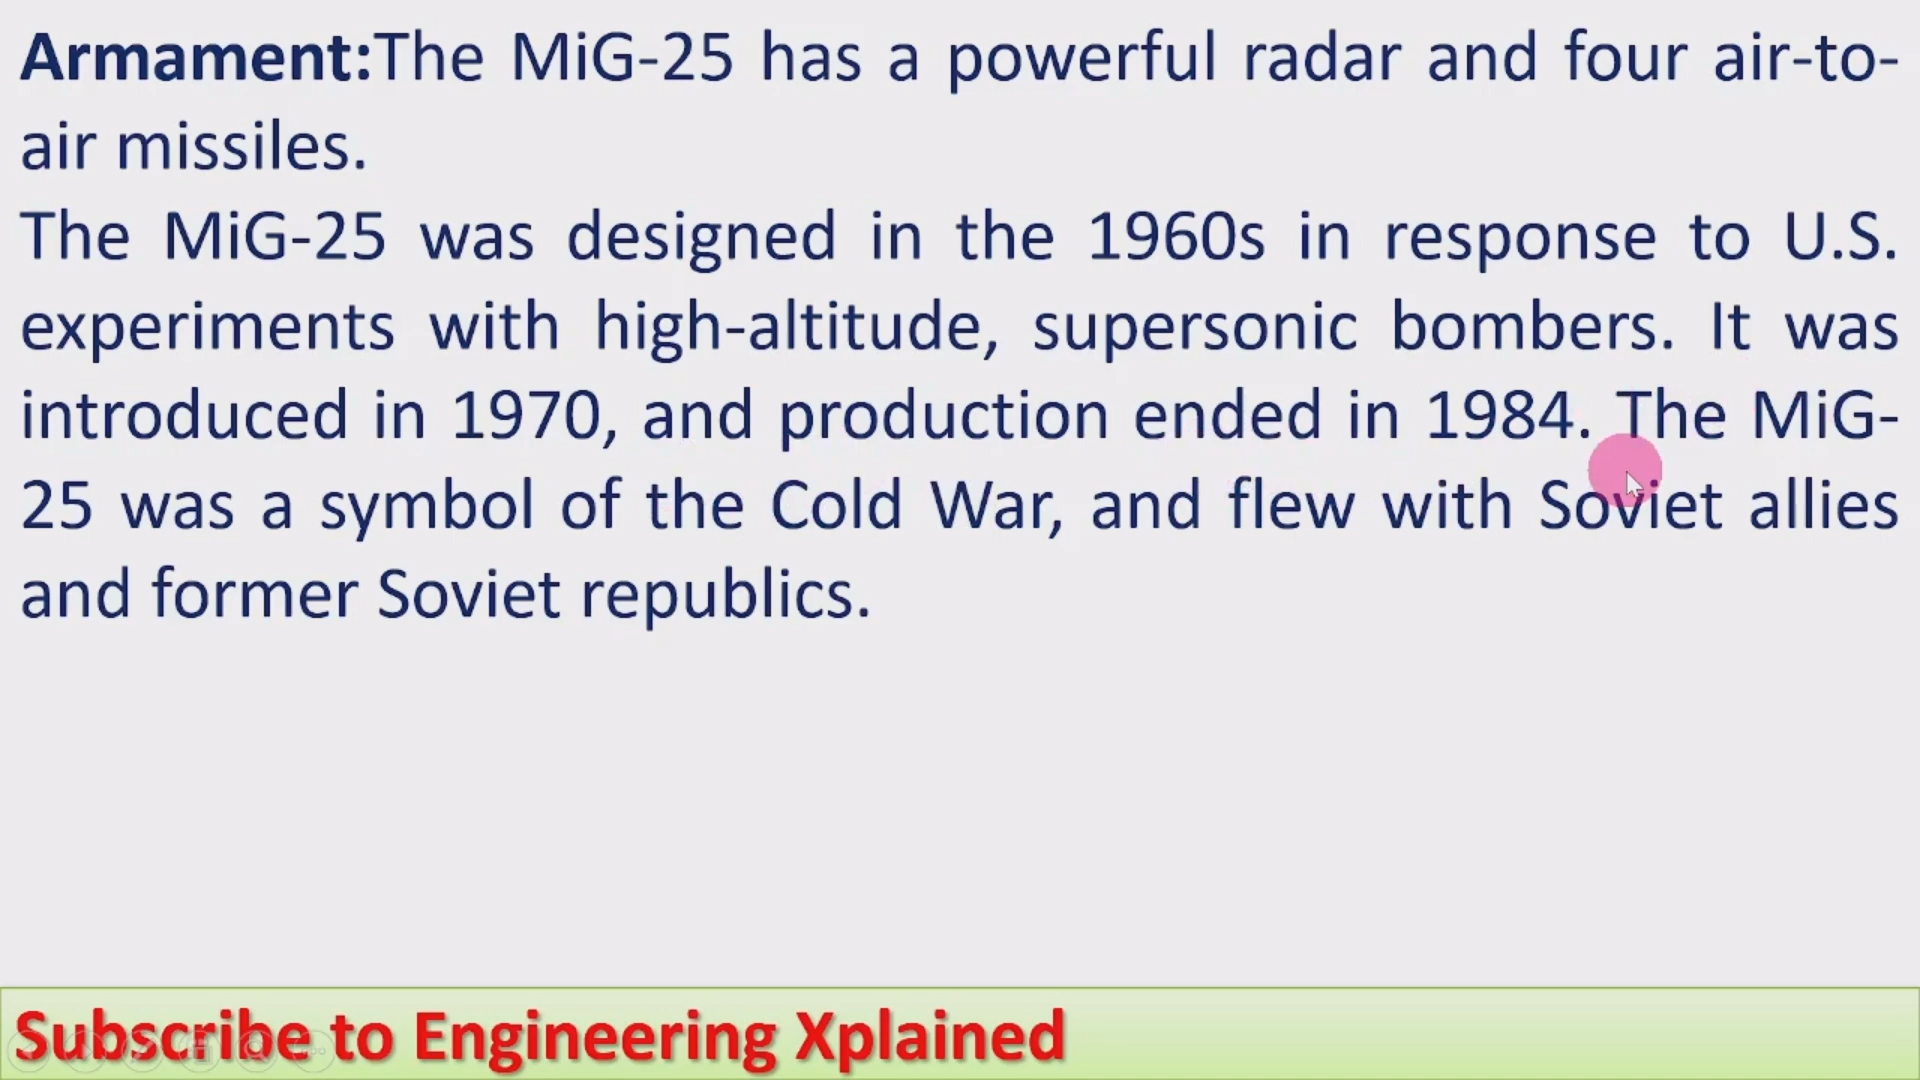 Armament:The MiG-25 has a powerful radar and four air-to-
air missiles.
The MiG-25 was designed in the 1960s in response to U.S.
experiments with high-altitude, supersonic bombers. It was
introduced in 1970, and production ended in 1984. The MiG-
25 was a symbol of the Cold War, and flew with Soviet allies
and former Soviet republics.
Subscribe to Engineering Xplained